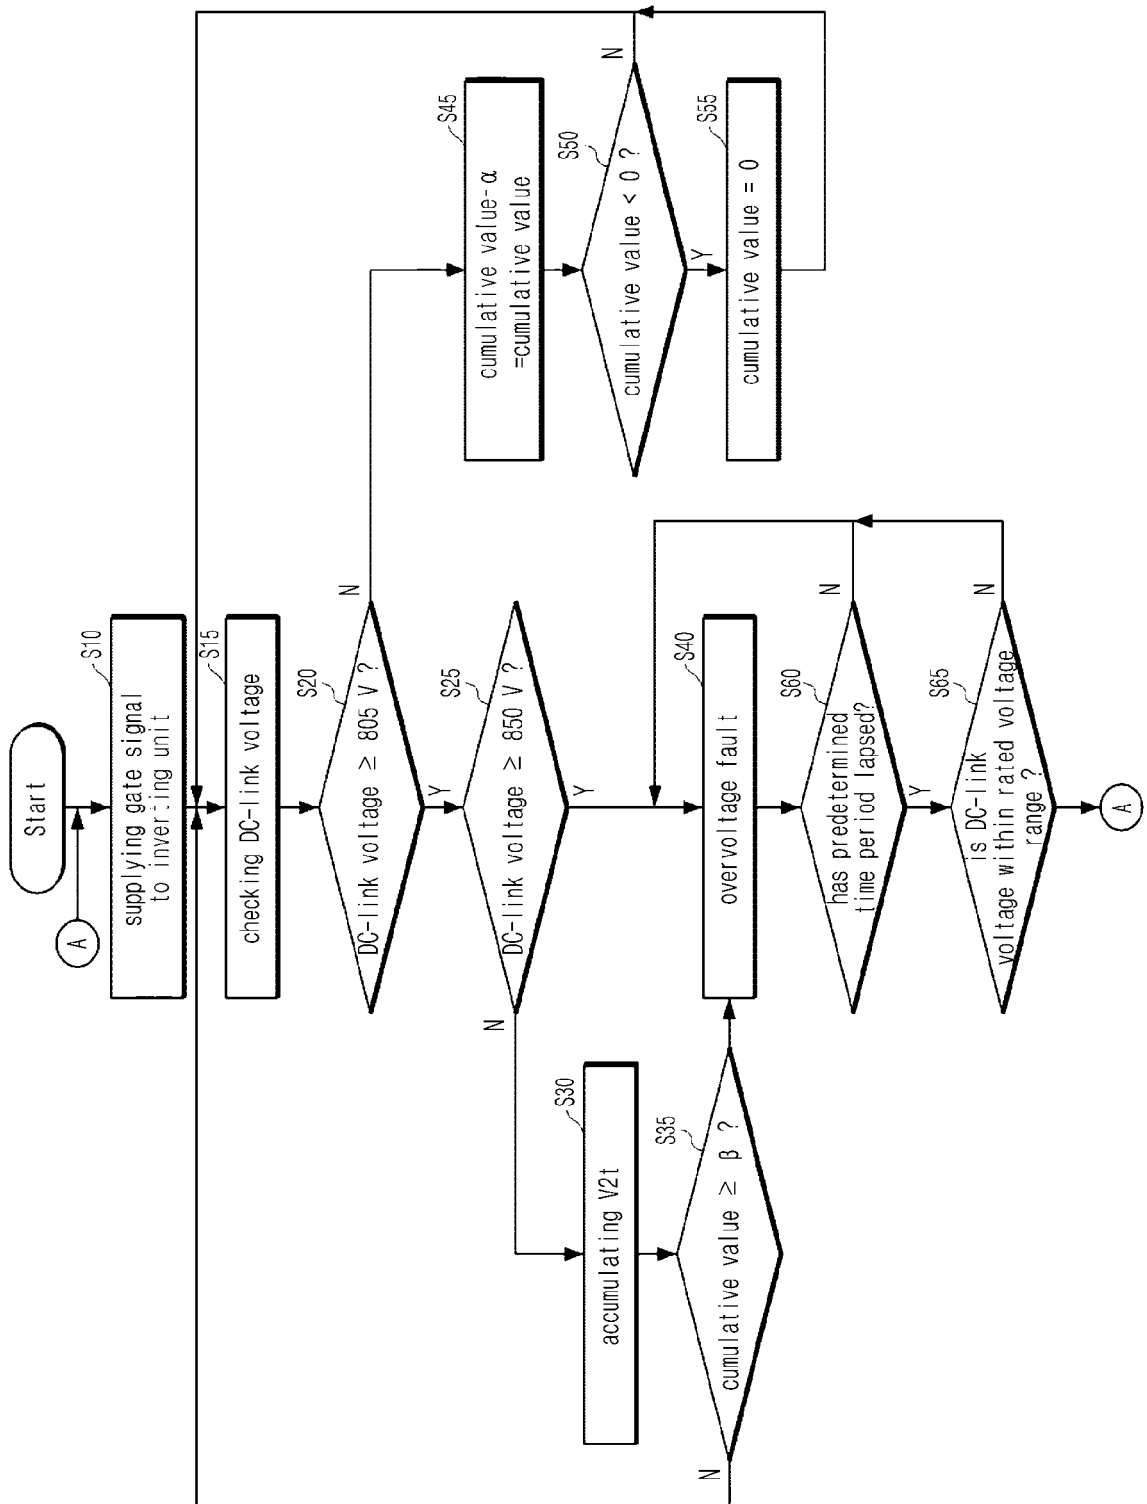 Start
A
S10
supplying gate signal
to inverting unit
S15
checking DC-link voltage
S20
DC-link voltage ≥ 805 V ?
N
Y
S25
DC-link voltage ≥ 850 V ?
N
Y
S30
accumulating V2t
S35
cumulative value ≥ β ?
N
S40
overvoltage fault
S60
has predetermined
time period lapsed?
N
Y
S65
is DC-link
voltage within rated voltage
range ?
N
Y
A
S45
cumulative value-α
=cumulative value
S50
cumulative value < 0 ?
N
Y
S55
cumulative value = 0